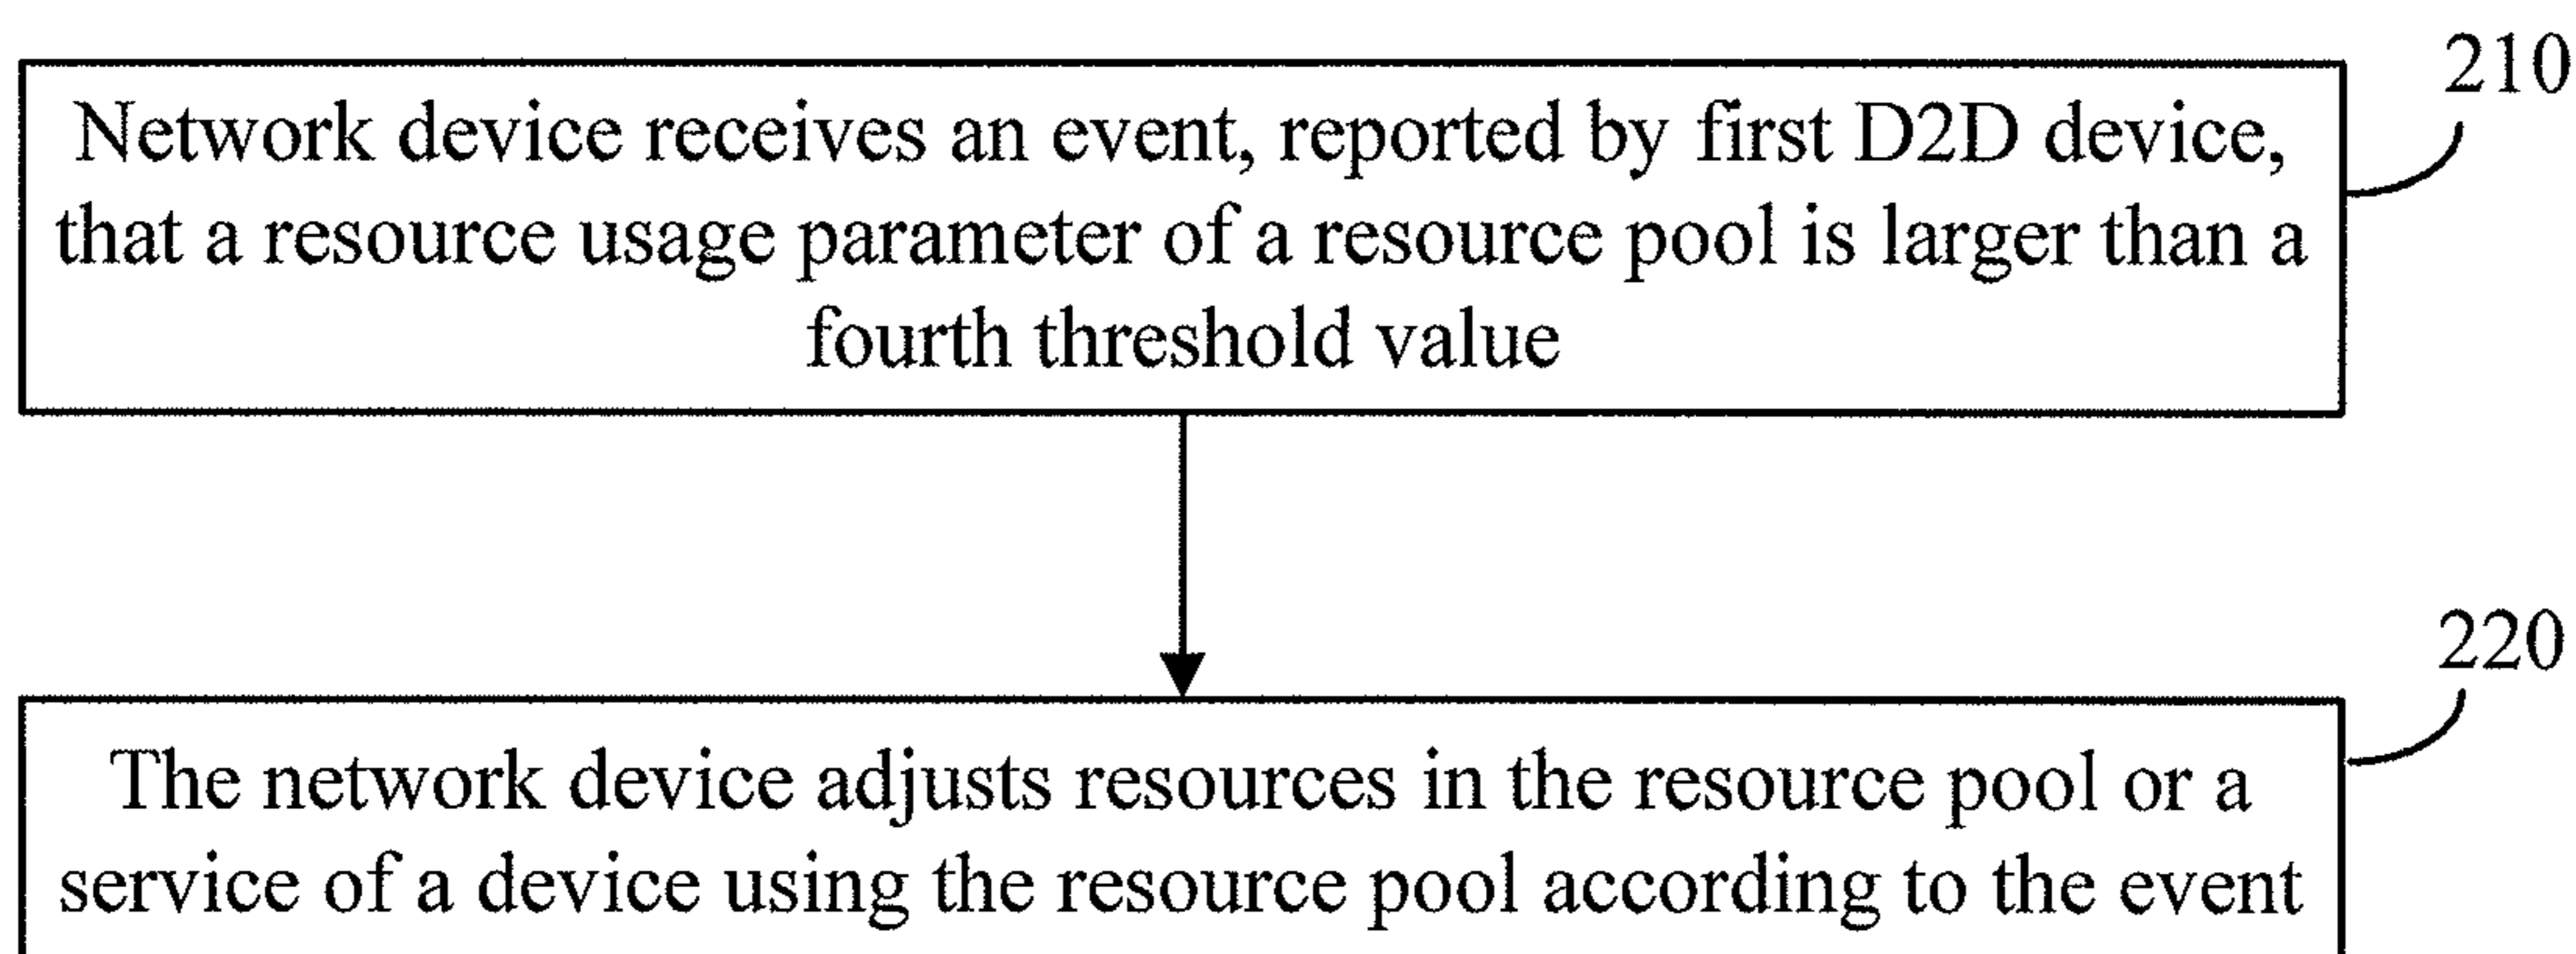 210
Network device receives an event, reported by first D2D device,
that a resource usage parameter of a resource pool is larger than a
fourth threshold value
220
The network device adjusts resources in the resource pool or a
service of a device using the resource pool according to the event